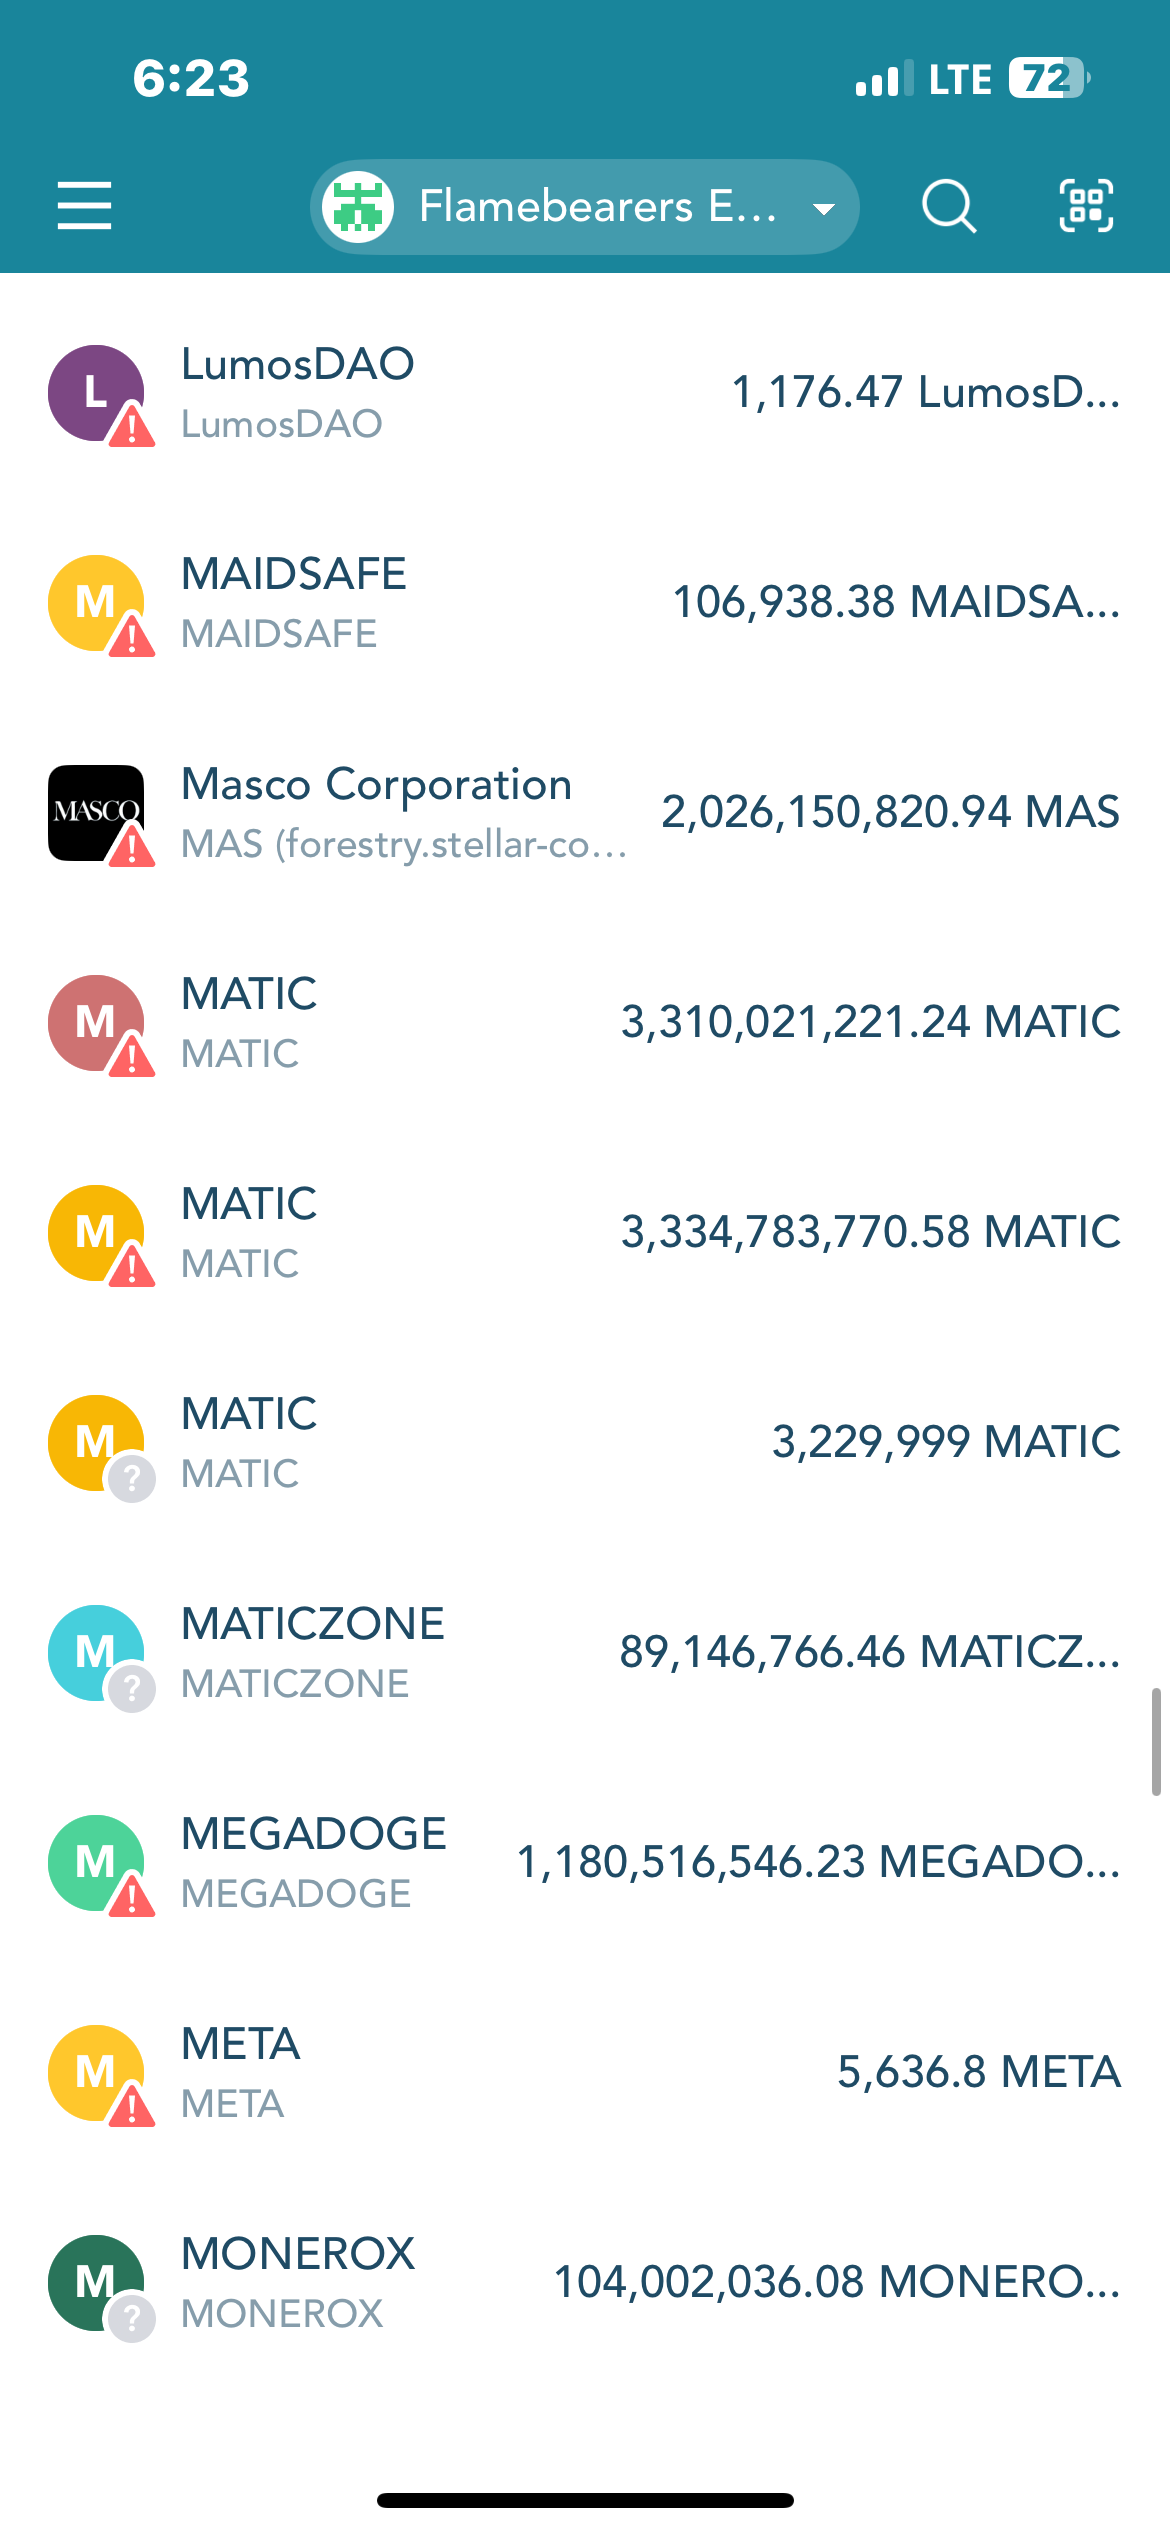 6:23
LTE 72
Flamebearers E...
L
LumosDAO
LumosDAO
1,176.47 LumosD...
M
MAIDSAFE
MAIDSAFE
106,938.38 MAIDSA...
MASCO
Masco Corporation
MAS (forestry.stellar-co...
2,026,150,820.94 MAS
M
MATIC
MATIC
3,310,021,221.24 MATIC
M
MATIC
MATIC
3,334,783,770.58 MATIC
M
?
MATIC
MATIC
3,229,999 MATIC
M
?
MATICZONE
MATICZONE
89,146,766.46 MATICZ...
M
MEGADOGE
MEGADOGE
1,180,516,546.23 MEGADO...
M
META
META
5,636.8 META
M
?
MONEROX
MONEROX
104,002,036.08 MONERO...